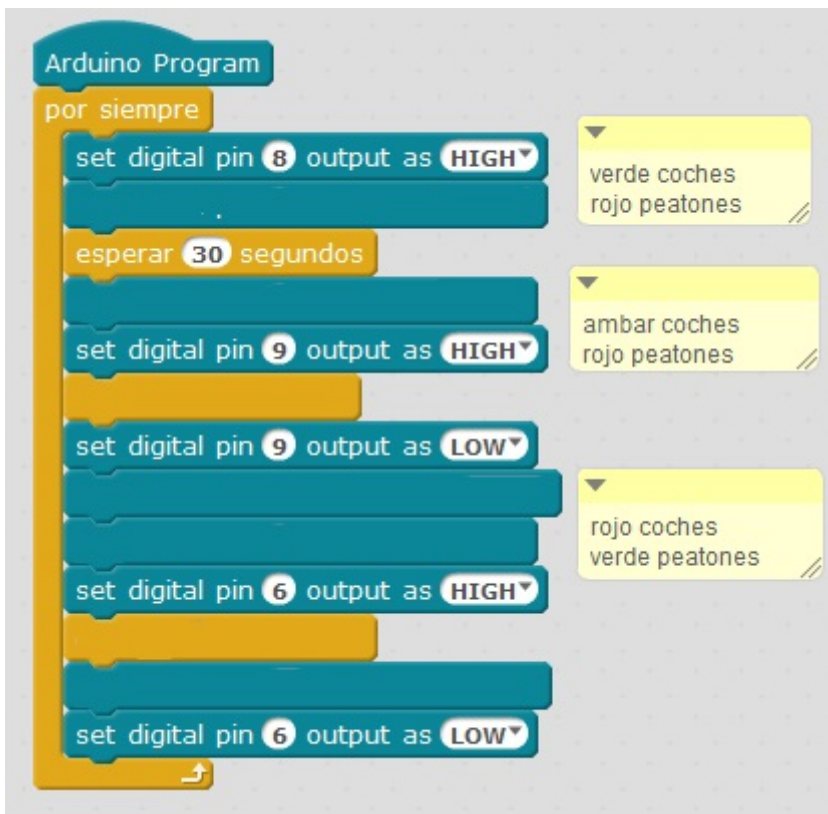 Arduino Program
por siempre
set digital pin 8 output as HIGH
verde coches
rojo peatones
esperar 30 segundos
set digital pin 9 output as HIGH
ambar coches
rojo peatones
set digital pin 9 output as LOW
rojo coches
verde peatones
set digital pin 6 output as HIGH
set digital pin 6 output as LOW